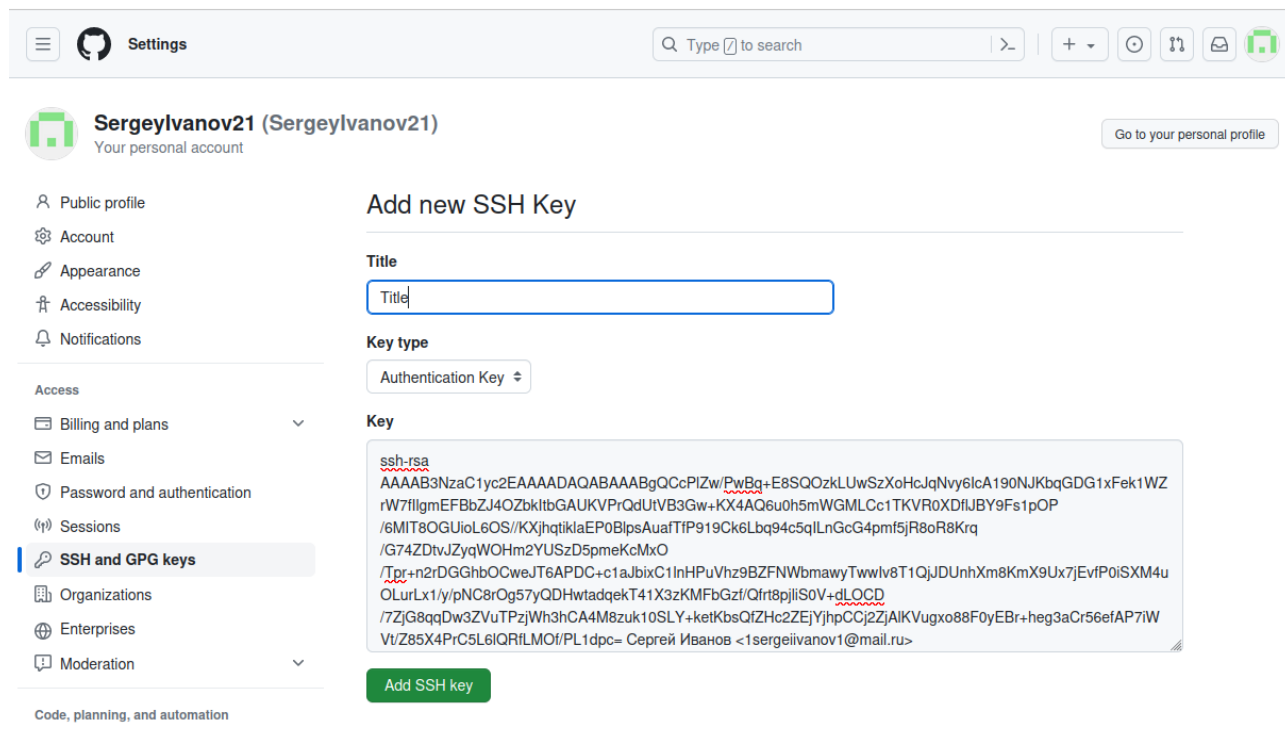 Settings
Type / to search
SergeyIvanov21 (SergeyIvanov21)
Your personal account
Go to your personal profile
Public profile
Account
Appearance
Accessibility
Notifications
Access
Billing and plans
Emails
Password and authentication
Sessions
SSH and GPG keys
Organizations
Enterprises
Moderation
Code, planning, and automation
Add new SSH Key
Title
Title
Key type
Authentication Key
Key
ssh-rsa
AAAAB3NzaC1yc2EAAAADAQABAAABgQCcPIZw/PwBq+E8SQOzkLUwSzXoHcJqNvy6IcA190NJKbqGDG1xFek1WZ
rW7fIlgmEFBbZJ4OZbkItbGAUKVPrQdUtVB3Gw+KX4AQ6u0h5mWGMLCc1TKVR0XDflJBY9Fs1pOP
/6MIT8OGUioL6OS//KXjhqtiklaEP0BlpsAuafTfP919Ck6Lbq94c5qILnGcG4pmf5jR8oR8Krq
/G74ZDtvJZyqWOHm2YUSzD5pmeKcMxO
/Tpr+n2rDGGhbOCweJT6APDC+c1aJbixC1InHPuVhz9BZFNWbmawyTwwIv8T1QjJDUnhXm8KmX9Ux7jEvfP0iSXM4u
OLurLx1/y/pNC8rOg57yQDHwtadqekT41X3zKMFbGzf/Qfrt8pjliS0V+dLOCD
/7ZjG8qqDw3ZVuTPzjWh3hCA4M8zuk10SLY+ketKbsQfZHc2ZEjYjhpCCj2ZjAlKVugxo88F0yEBr+heg3aCr56efAP7iW
Vt/Z85X4PrC5L6lQRfLMOf/PL1dpc= Сергей Иванов <1sergeiivanov1@mail.ru>
Add SSH key